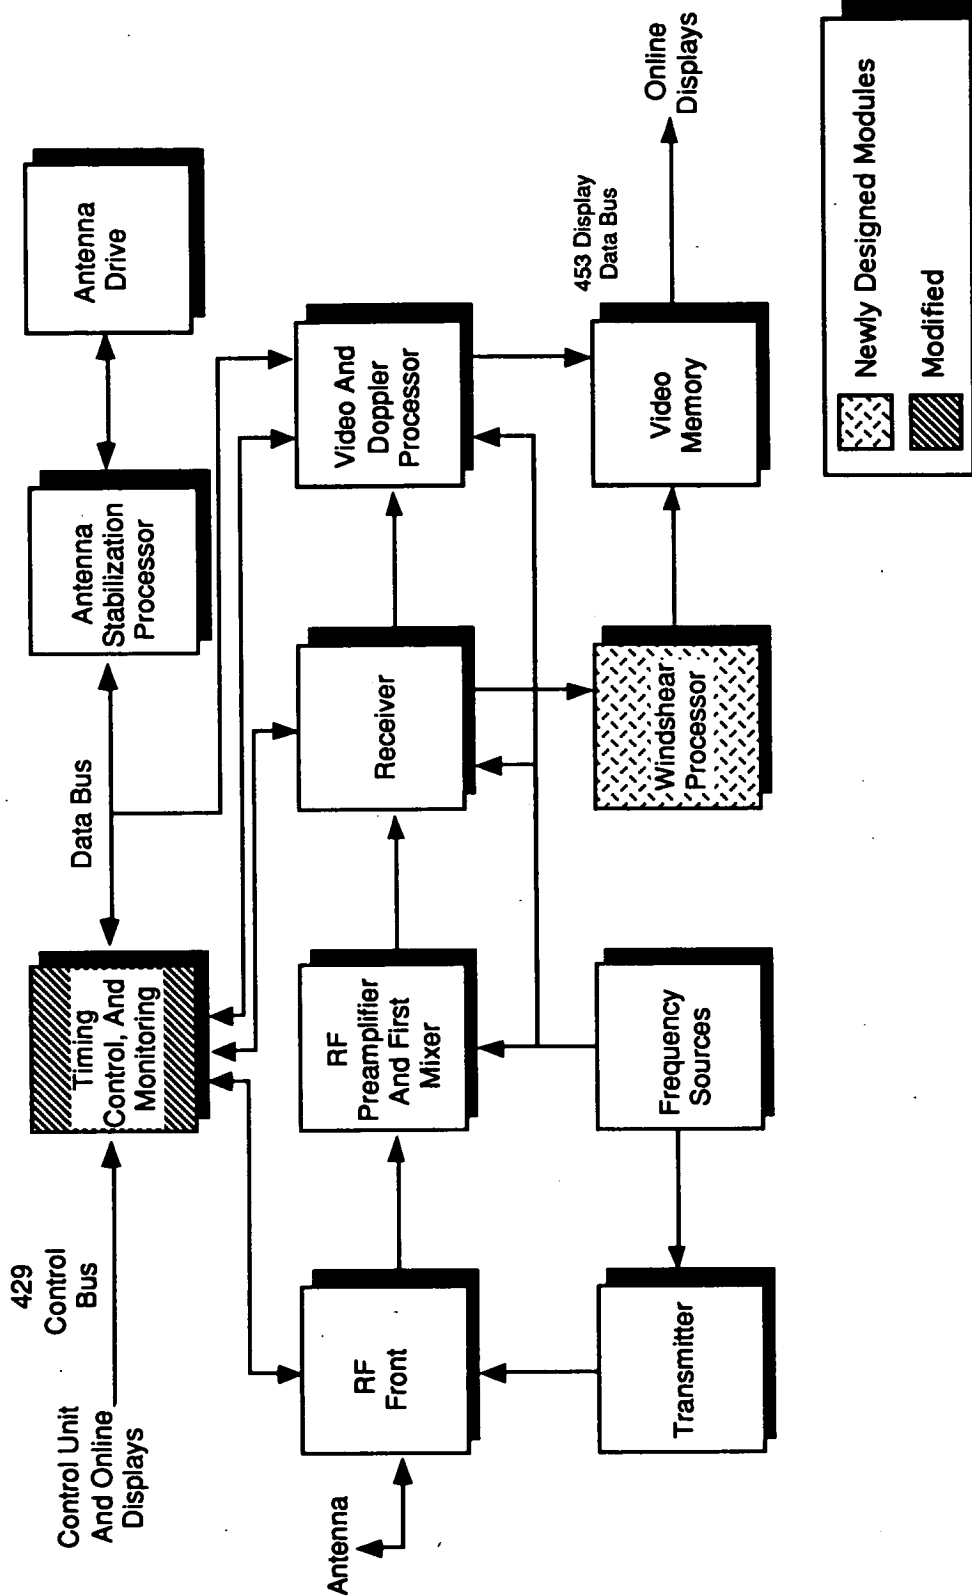 Control Unit
And Online
Displays
429
Control
Bus
Timing
Control, And
Monitoring
Data Bus
Antenna
Stabilization
Processor
Antenna
Drive
Antenna
RF
Front
RF
Preamplifier
And First
Mixer
Receiver
Video And
Doppler
Processor
Transmitter
Frequency
Sources
Windshear
Processor
Video
Memory
453 Display
Data Bus
Online
Displays
Newly Designed Modules
Modified